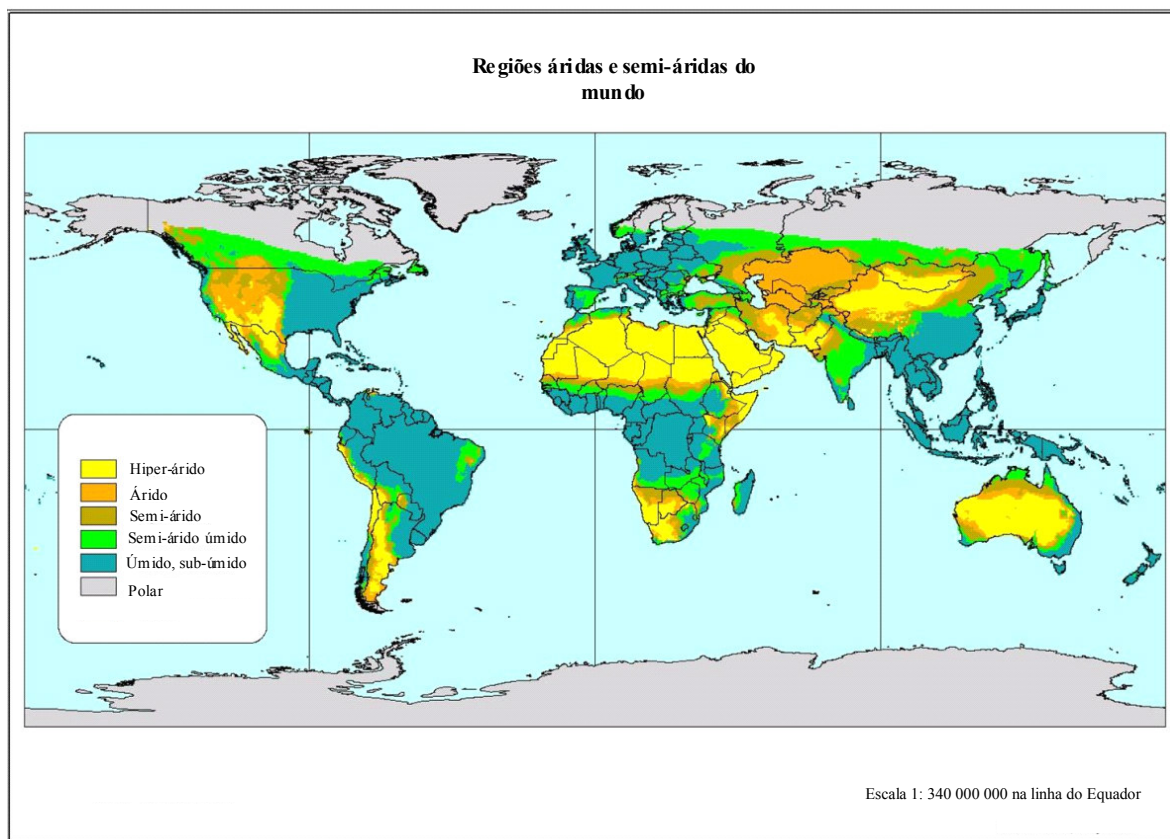 Regiões áridas e semi-áridas do
mundo
Hiper-árido
Árido
Semi-árido
Semi-árido úmido
Úmido, sub-úmido
Polar
Escala 1: 340 000 000 na linha do Equador